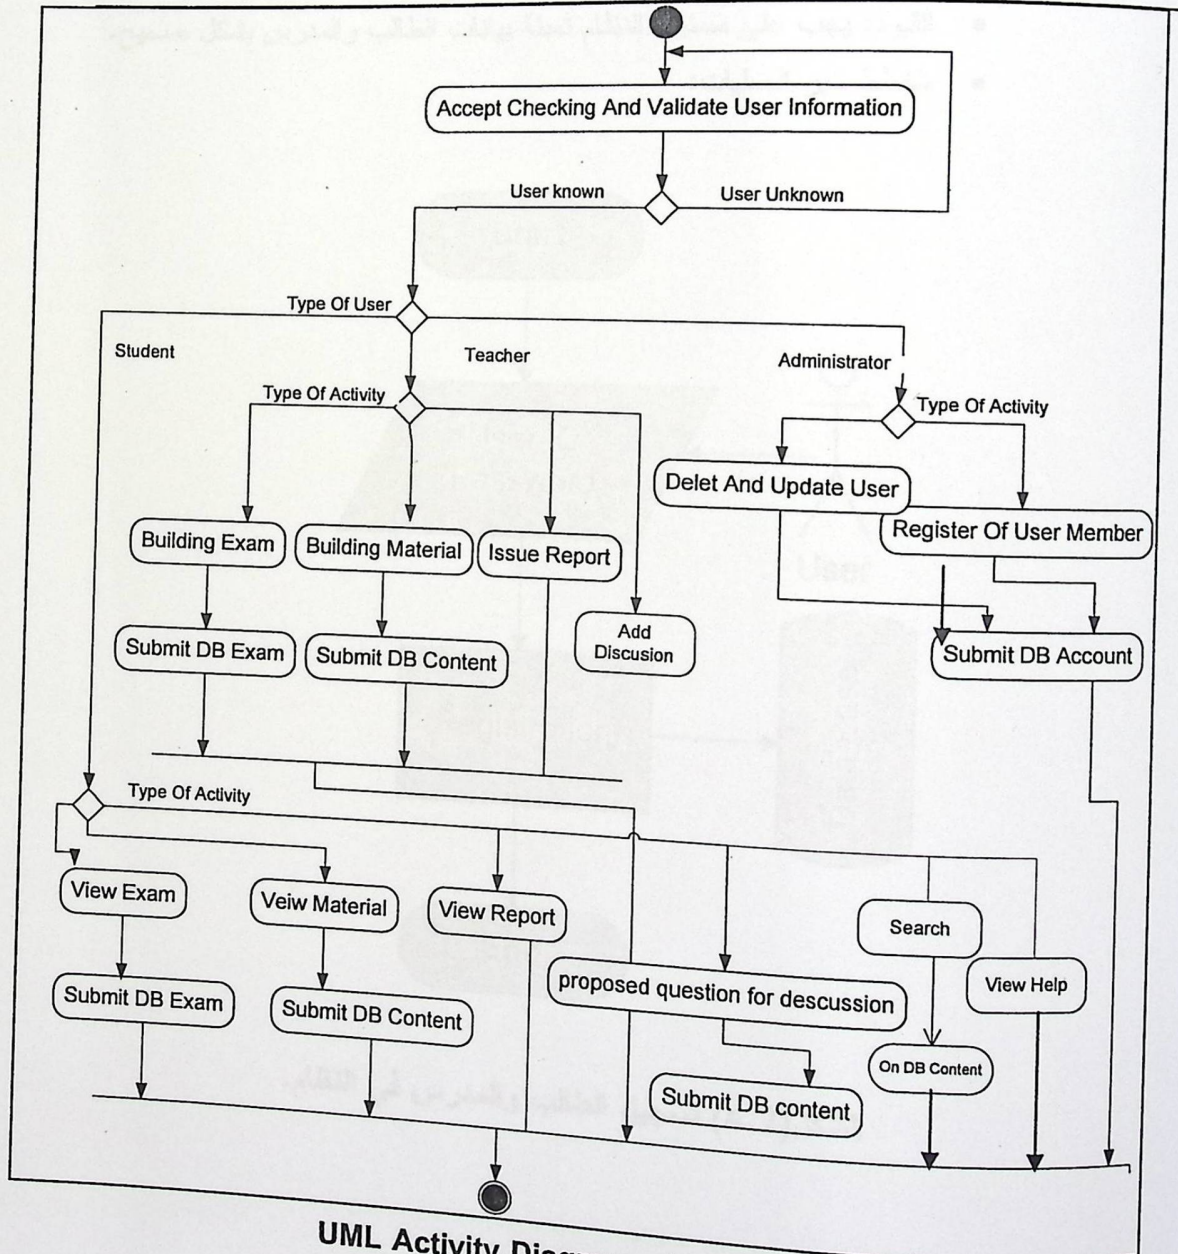 Accept Checking And Validate User Information
User known
User Unknown
Type Of User
Student
Teacher
Administrator
Type Of Activity
Type Of Activity
Delet And Update User
Register Of User Member
Building Exam
Building Material
Issue Report
Add
Discusion
Submit DB Exam
Submit DB Content
Submit DB Account
Type Of Activity
View Exam
Veiw Material
View Report
Search
proposed question for descussion
View Help
Submit DB Exam
Submit DB Content
On DB Content
Submit DB content
UML Activity